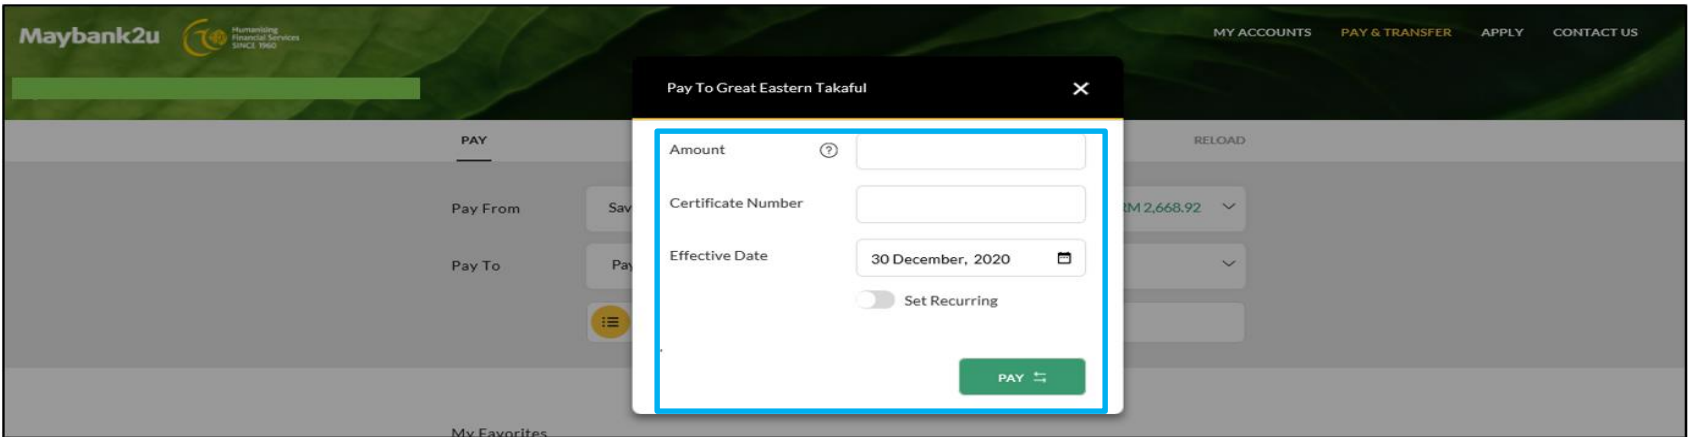 Maybank2u
Humanising
Financial Services
SINCE 1960
MY ACCOUNTS PAY & TRANSFER APPLY CONTACT US
Pay To Great Eastern Takaful
PAY
RELOAD
Amount ?
Pay From Sav RM 2,668.92
Certificate Number
Effective Date 30 December, 2020
Pay To Pay
Set Recurring
PAY
My Favorites